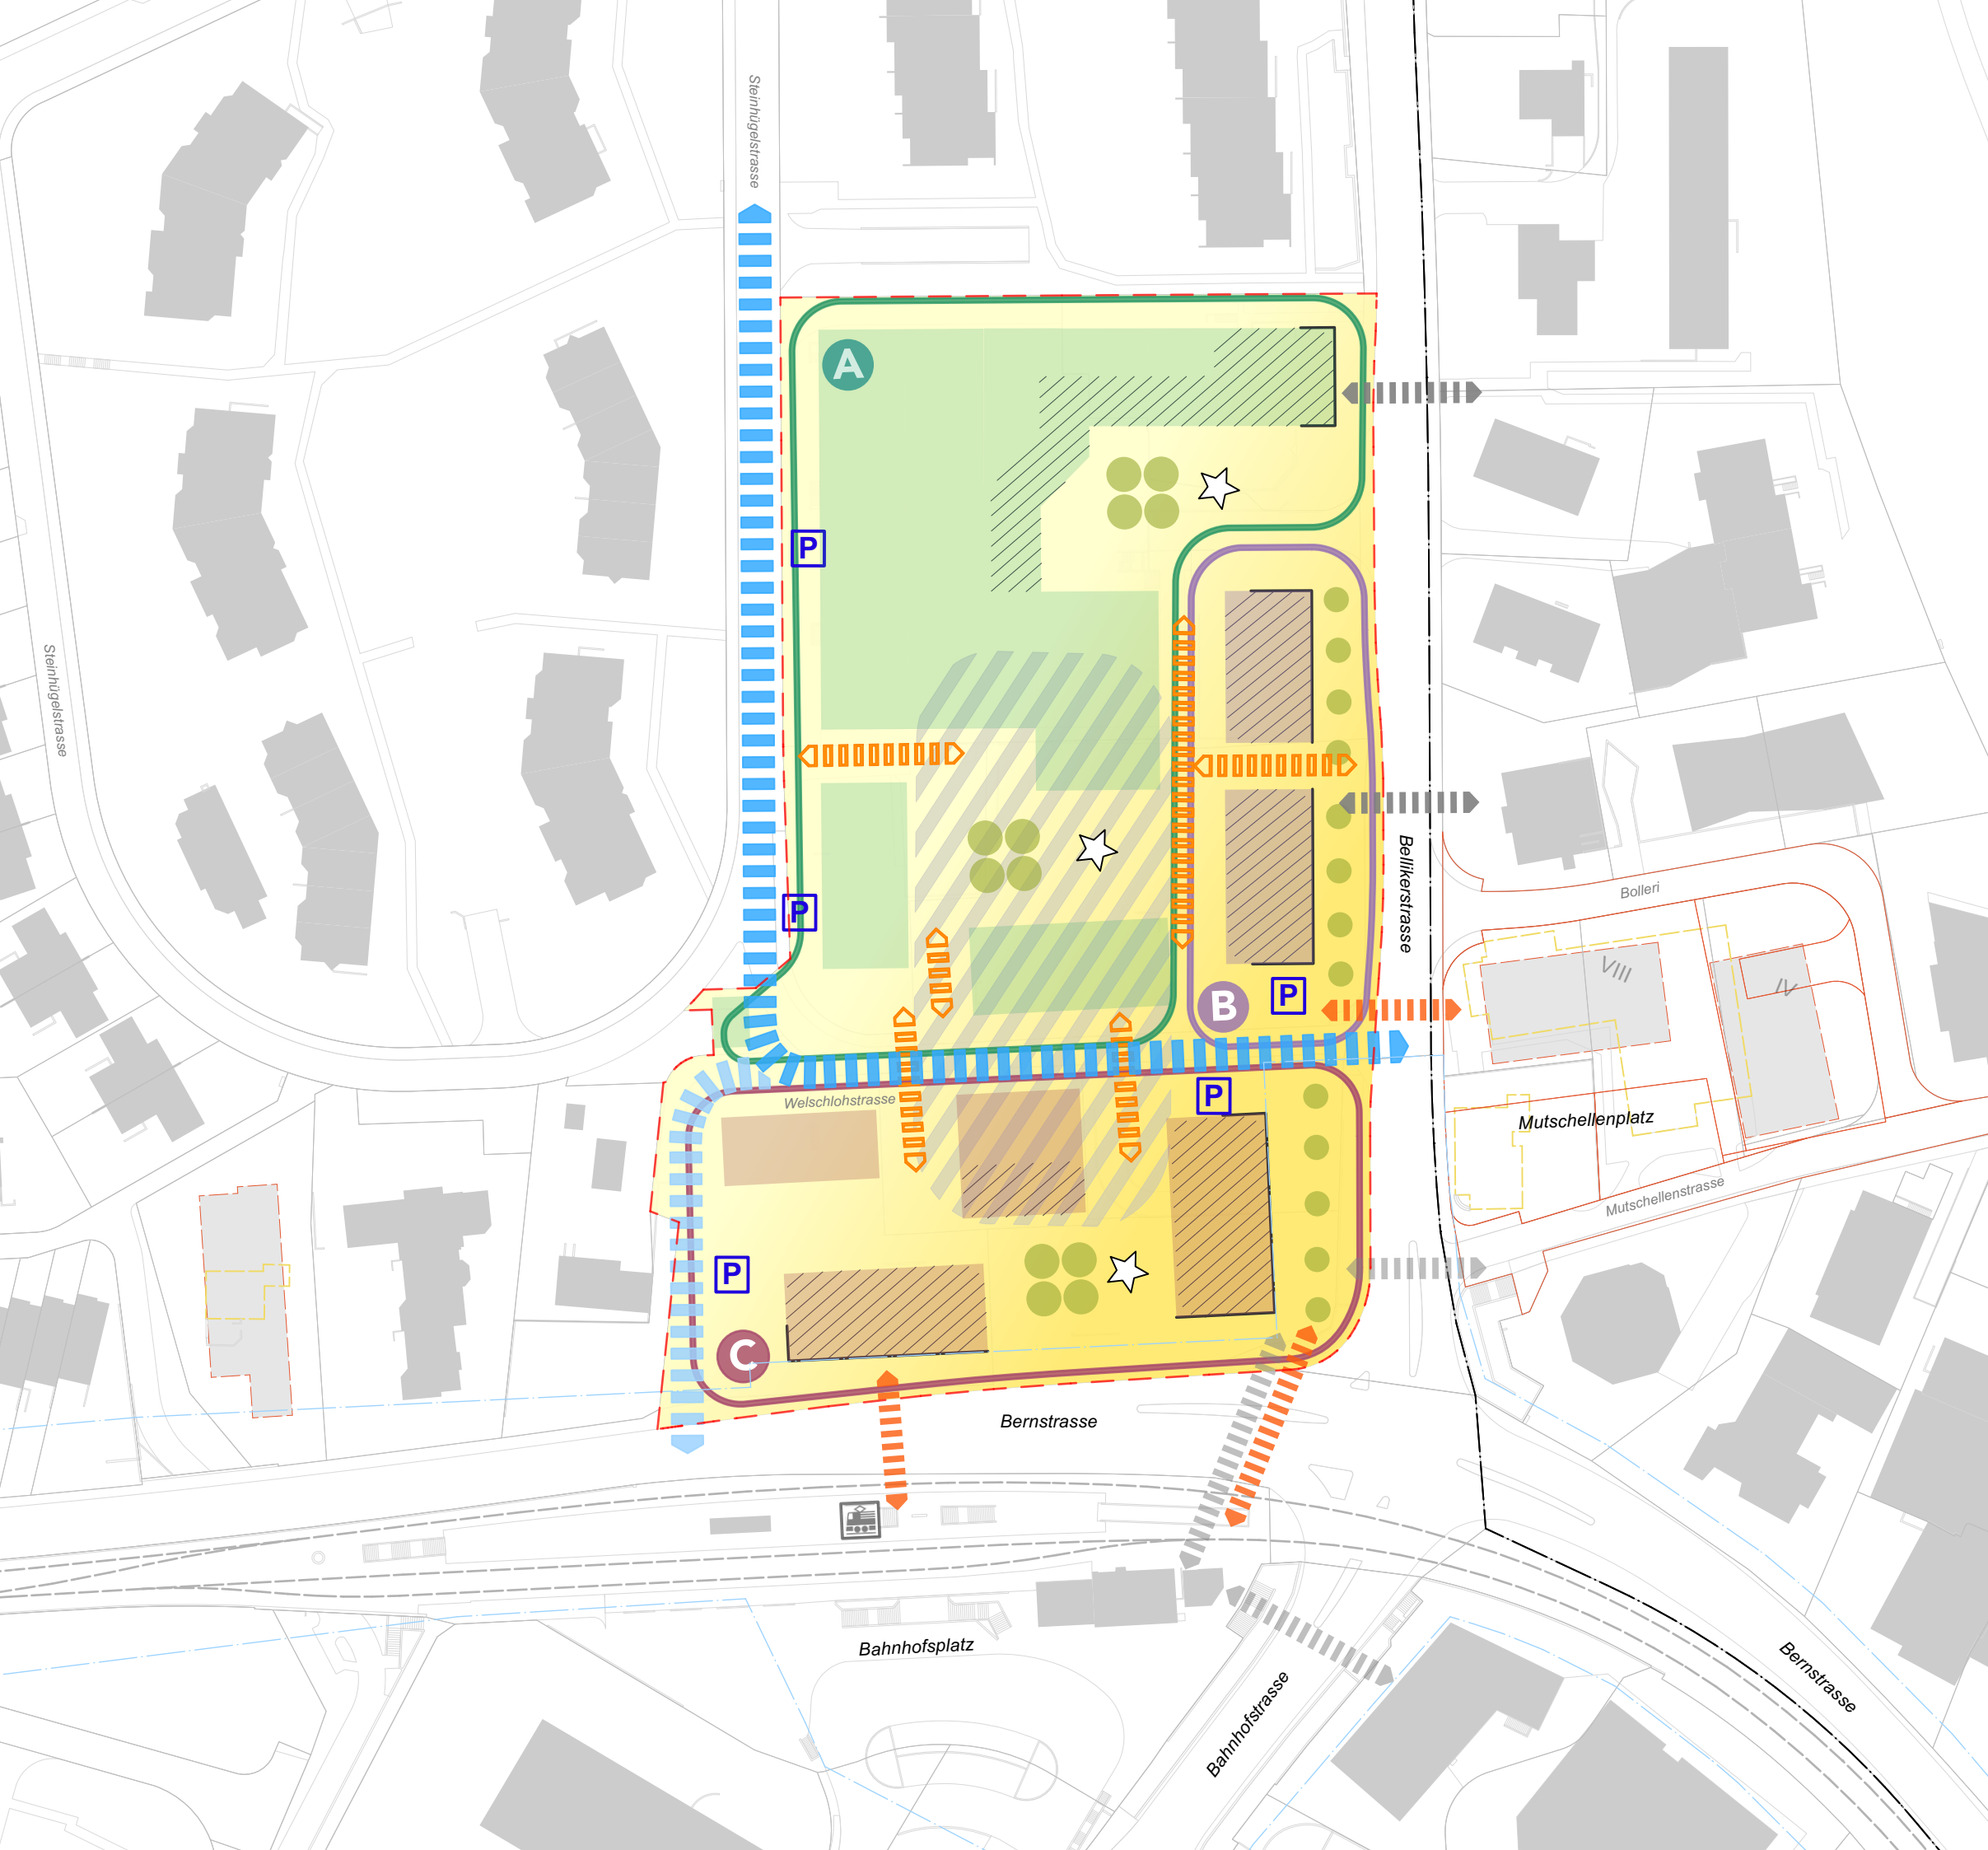 Steinhügelstrasse
A
P
Steinhügelstrasse
P
Bellikerstrasse
Bolleri
VIII
IV
B
P
P
Welschlohstrasse
Mutschellenplatz
Mutschellenstrasse
P
C
Bernstrasse
Bahnhofsplatz
Bahnhofstrasse
Bernstrasse